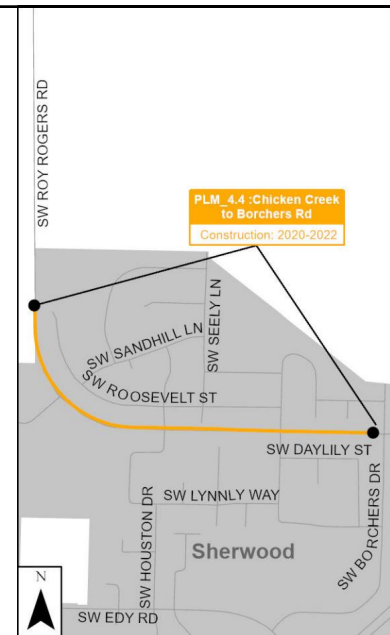 SW ROY ROGERS RD
PLM_4.4 :Chicken Creek
to Borchers Rd
Construction: 2020-2022
SW SEELY LN
SW SANDHILL LN
SW ROOSEVELT ST
SW DAYLILY ST
SW LYNNLY WAY
SW HOUSTON DR
SW BORCHERS DR
Sherwood
N
SW EDY RD